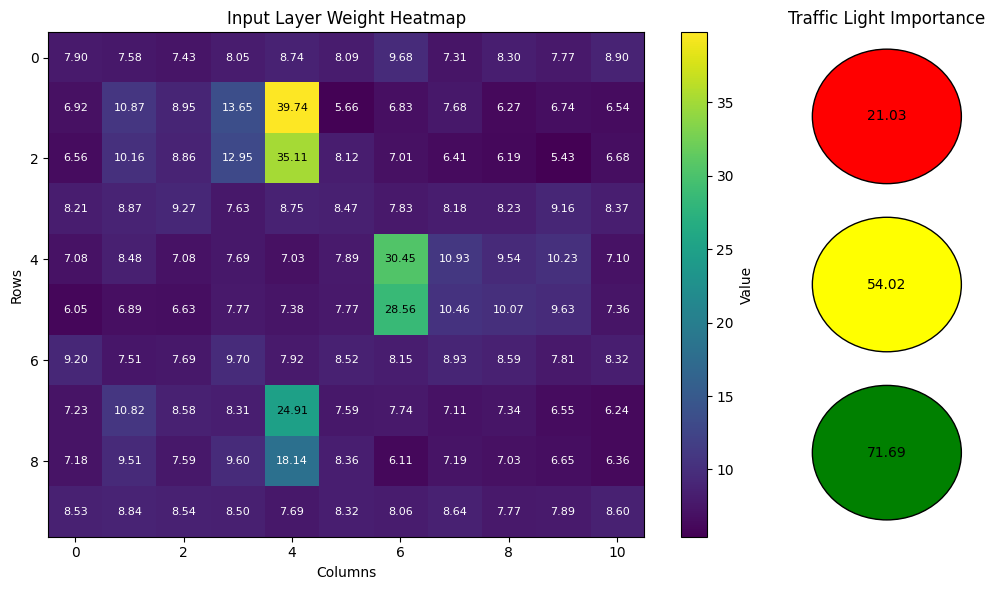 Input Layer Weight Heatmap
Traffic Light Importance
0 7.90 7.58 7.43 8.05 8.74 8.09 9.68 7.31 8.30 7.77 8.90
6.92 10.87 8.95 13.65 39.74 5.66 6.83 7.68 6.27 6.74 6.54
2 6.56 10.16 8.86 12.95 35.11 8.12 7.01 6.41 6.19 5.43 6.68
8.21 8.87 9.27 7.63 8.75 8.47 7.83 8.18 8.23 9.16 8.37
4 7.08 8.48 7.08 7.69 7.03 7.89 30.45 10.93 9.54 10.23 7.10
6.05 6.89 6.63 7.77 7.38 7.77 28.56 10.46 10.07 9.63 7.36
6 9.20 7.51 7.69 9.70 7.92 8.52 8.15 8.93 8.59 7.81 8.32
7.23 10.82 8.58 8.31 24.91 7.59 7.74 7.11 7.34 6.55 6.24
8 7.18 9.51 7.59 9.60 18.14 8.36 6.11 7.19 7.03 6.65 6.36
8.53 8.84 8.54 8.50 7.69 8.32 8.06 8.64 7.77 7.89 8.60
0 2 4 6 8 10
Rows
Columns
35
30
25
20
15
10
Value
21.03
54.02
71.69